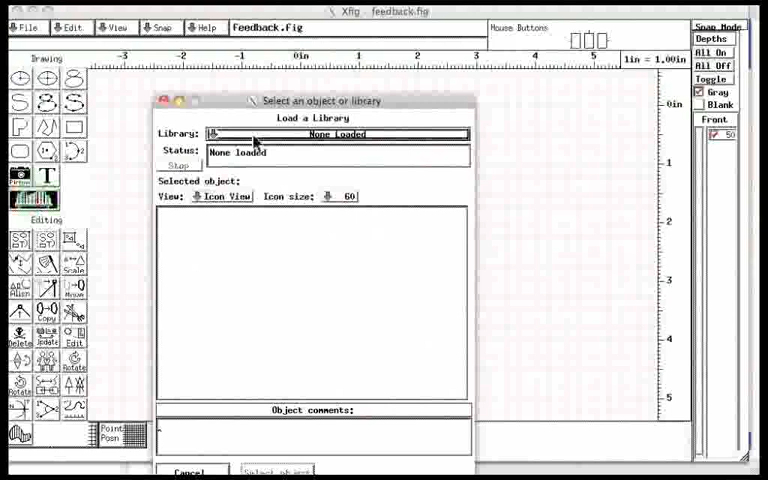 Xfig - feedback.fig
File Edit View Snap Help feedback.fig
Mouse Buttons
Snap Mode
Drawing
-3 -2 -1 0in 1 2 3 4 5 1in = 1.00in
Depths
All On
All Off
Toggle
Gray
Blank
Front
50
0in
1
2
3
4
5
Select an object or library
Load a Library
Library: None Loaded
Status: None loaded
Stop
Selected object:
View: Icon View Icon size: 60
Object comments:
Cancel Select object
Picture T
Editing
Scale
Align Move
Copy
Delete Update Edit
Rotate
Rotate
Point
Posn